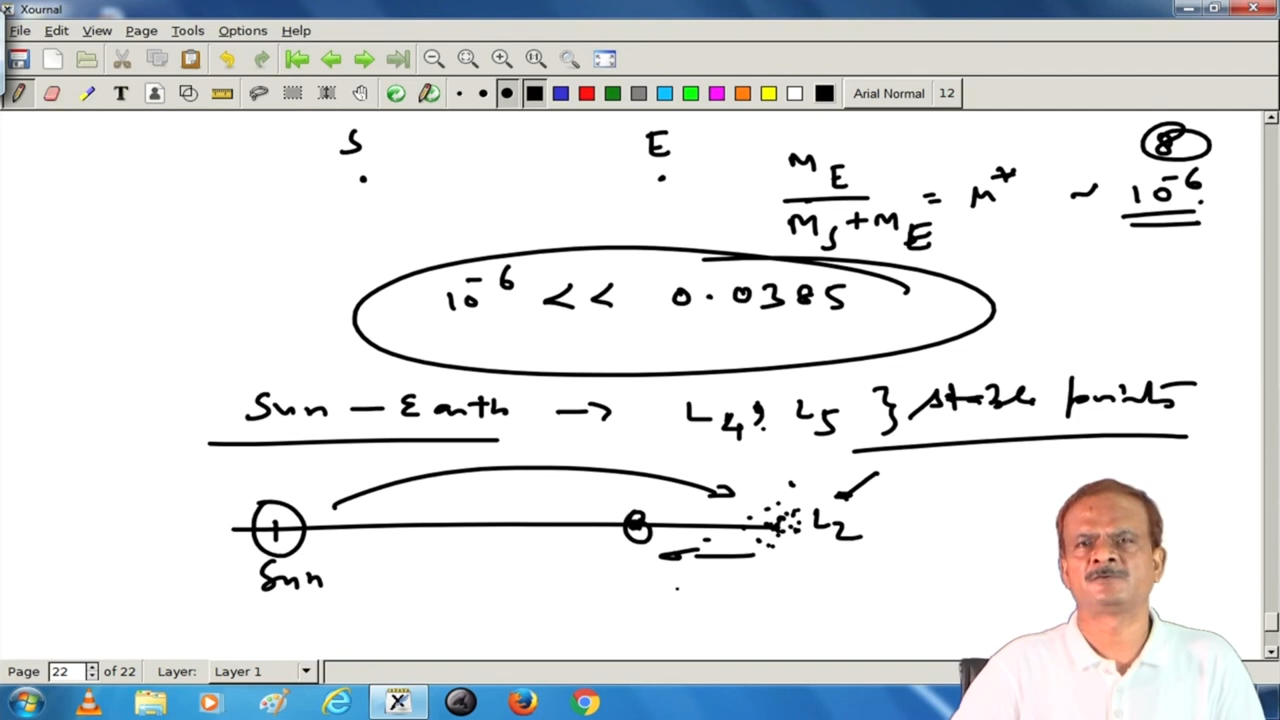 Xournal
File Edit View Page Tools Options Help
Arial Normal 12
S E
8
M_E / M_S + M_E = μ* ~ 10^-6
10^-6 << 0.0385
Sun - Earth → L4, L5 } stable points
L2
Sun
Page 22 of 22 Layer: Layer 1